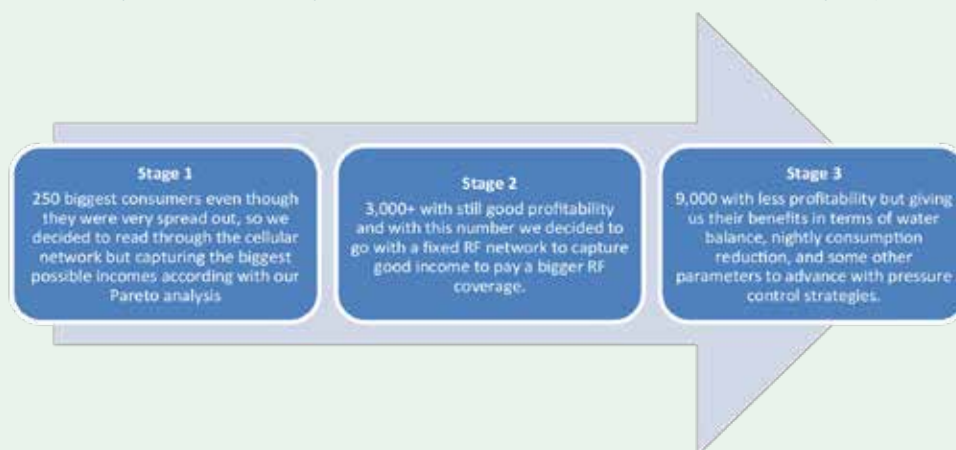 Stage 1
250 biggest consumers even though
they were very spread out, so we
decided to read through the cellular
network but capturing the biggest
possible incomes according with our
Pareto analysis
Stage 2
3,000+ with still good profitability
and with this number we decided to
go with a fixed RF network to capture
good income to pay a bigger RF
coverage.
Stage 3
9,000 with less profitability but giving
us their benefits in terms of water
balance, nightly consumption
reduction, and some other
parameters to advance with pressure
control strategies.